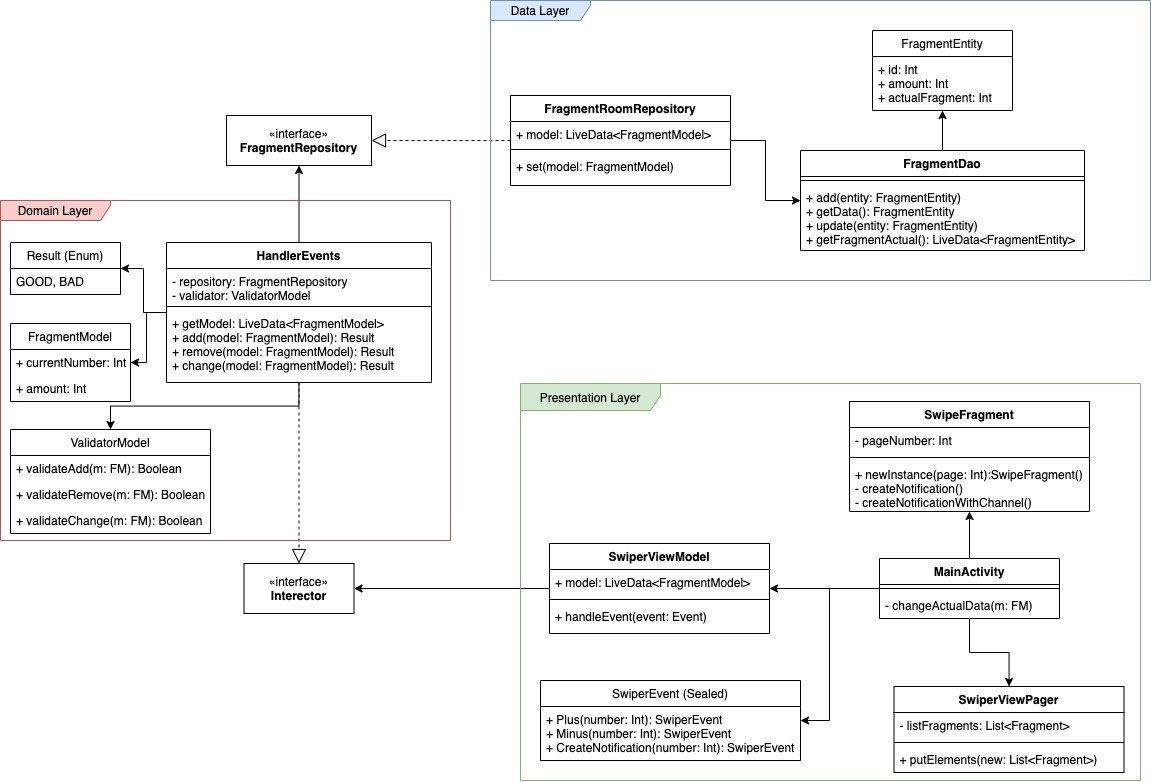 Data Layer
FragmentEntity
+ id: Int
+ amount: Int
+ actualFragment: Int
FragmentRoomRepository
+ model: LiveData<FragmentModel>
+ set(model: FragmentModel)
«interface»
FragmentRepository
FragmentDao
+ add(entity: FragmentEntity)
+ getData(): FragmentEntity
+ update(entity: FragmentEntity)
+ getFragmentActual(): LiveData<FragmentEntity>
Domain Layer
Result (Enum)
GOOD, BAD
HandlerEvents
- repository: FragmentRepository
- validator: ValidatorModel
+ getModel: LiveData<FragmentModel>
+ add(model: FragmentModel): Result
+ remove(model: FragmentModel): Result
+ change(model: FragmentModel): Result
FragmentModel
+ currentNumber: Int
+ amount: Int
ValidatorModel
+ validateAdd(m: FM): Boolean
+ validateRemove(m: FM): Boolean
+ validateChange(m: FM): Boolean
«interface»
Interector
Presentation Layer
SwipeFragment
- pageNumber: Int
+ newInstance(page: Int):SwipeFragment()
- createNotification()
- createNotificationWithChannel()
SwiperViewModel
+ model: LiveData<FragmentModel>
+ handleEvent(event: Event)
MainActivity
- changeActualData(m: FM)
SwiperEvent (Sealed)
+ Plus(number: Int): SwiperEvent
+ Minus(number: Int): SwiperEvent
+ CreateNotification(number: Int): SwiperEvent
SwiperViewPager
- listFragments: List<Fragment>
+ putElements(new: List<Fragment>)